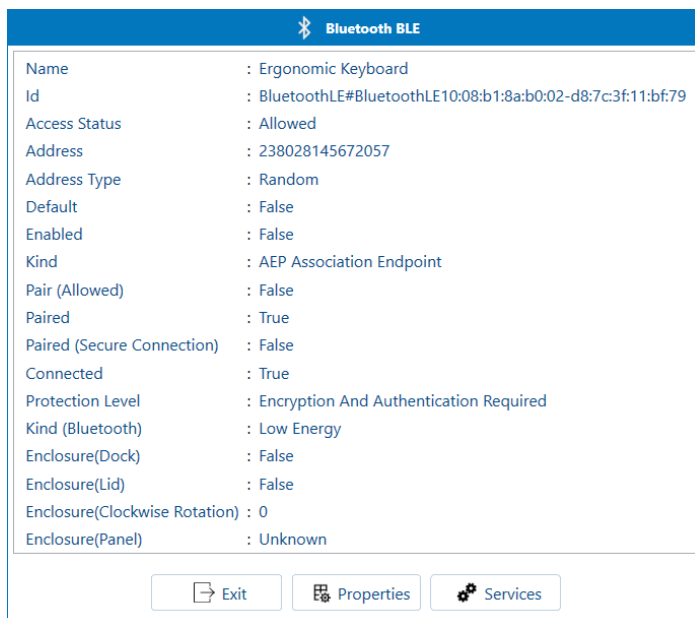 Bluetooth BLE
Name : Ergonomic Keyboard
Id : BluetoothLE#BluetoothLE10:08:b1:8a:b0:02-d8:7c:3f:11:bf:79
Access Status : Allowed
Address : 238028145672057
Address Type : Random
Default : False
Enabled : False
Kind : AEP Association Endpoint
Pair (Allowed) : False
Paired : True
Paired (Secure Connection) : False
Connected : True
Protection Level : Encryption And Authentication Required
Kind (Bluetooth) : Low Energy
Enclosure(Dock) : False
Enclosure(Lid) : False
Enclosure(Clockwise Rotation) : 0
Enclosure(Panel) : Unknown
Exit Properties Services